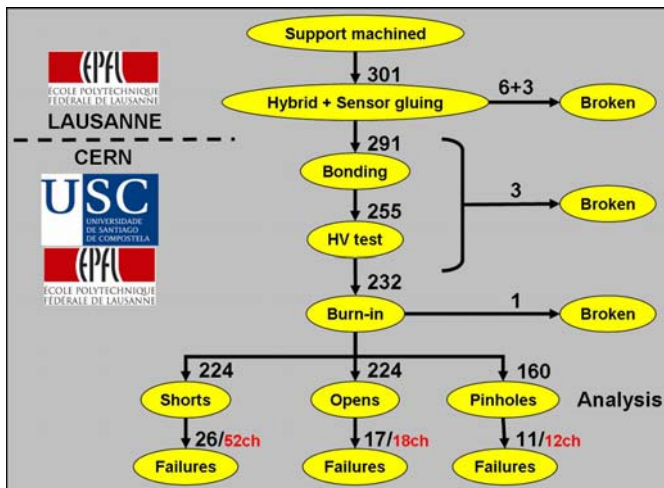 Support machined
301
EPFL
ÉCOLE POLYTECHNIQUE
FÉDÉRALE DE LAUSANNE
LAUSANNE
Hybrid + Sensor gluing
6+3
Broken
CERN
291
Bonding
USC
UNIVERSIDADE
DE SANTIAGO
DE COMPOSTELA
255
3
Broken
HV test
EPFL
ÉCOLE POLYTECHNIQUE
FÉDÉRALE DE LAUSANNE
232
Burn-in
1
Broken
224
224
160
Shorts
Opens
Pinholes
Analysis
26/52ch
17/18ch
11/12ch
Failures
Failures
Failures